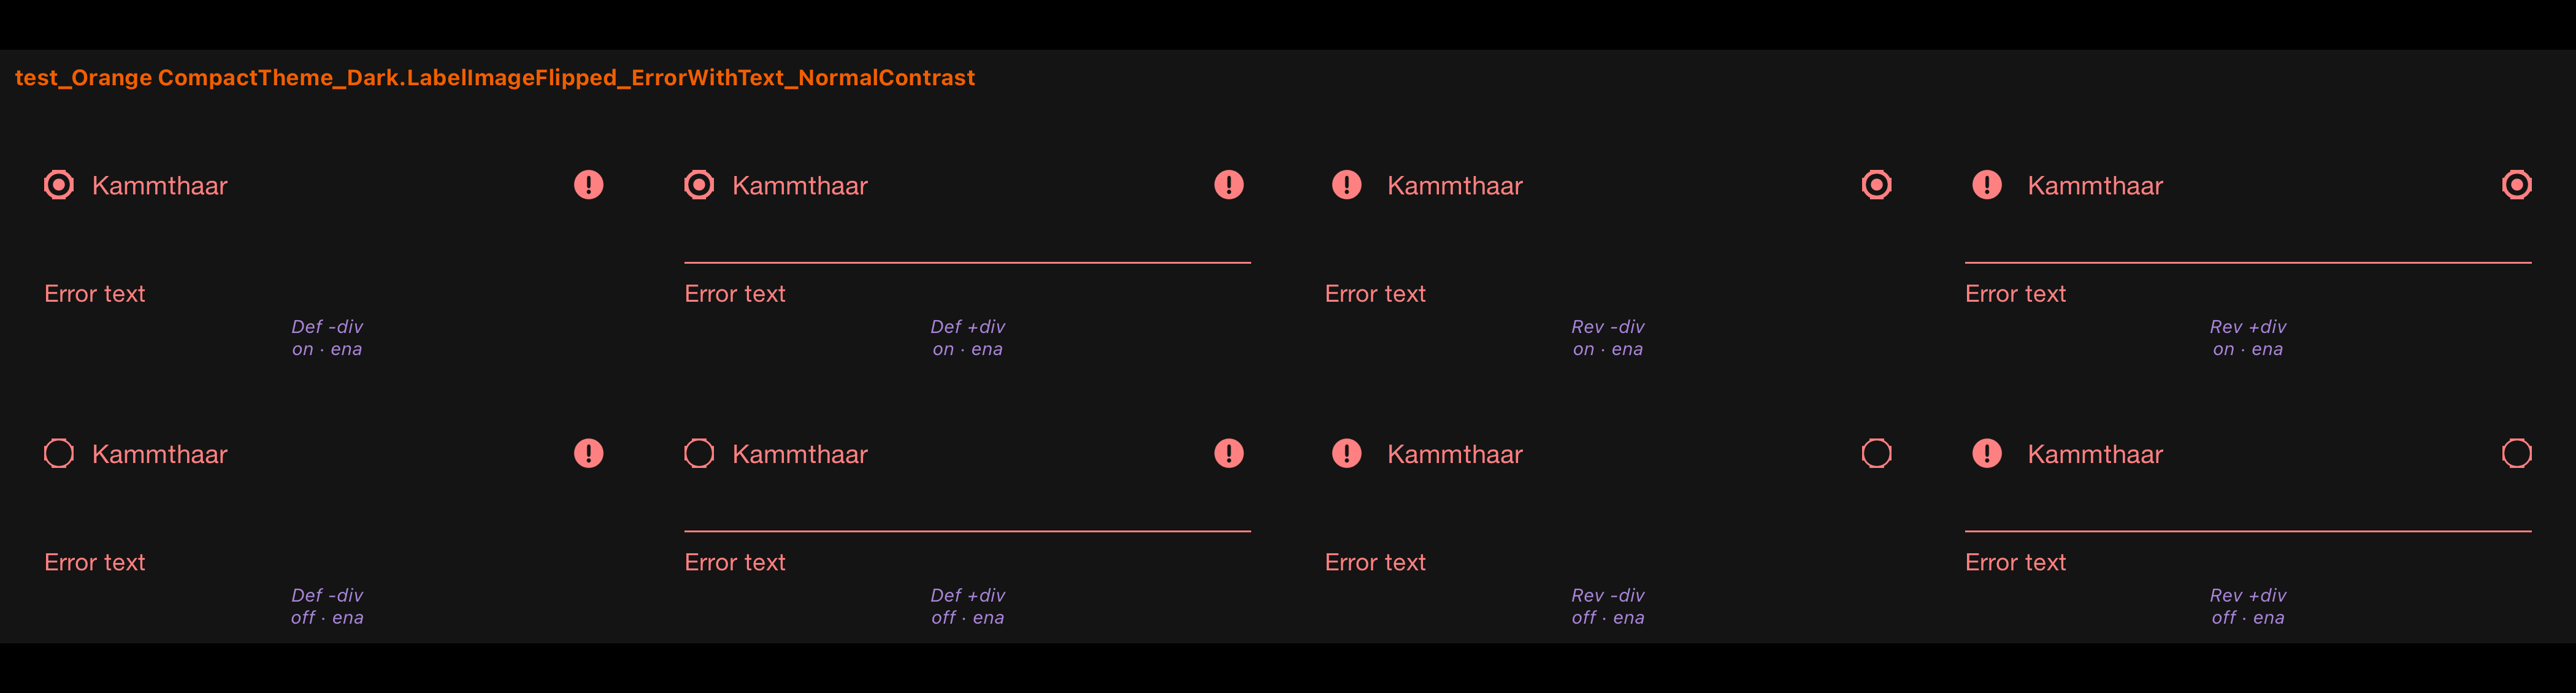 test_Orange CompactTheme_Dark.LabelImageFlipped_ErrorWithText_NormalContrast
Kammthaar
Kammthaar
Kammthaar
Kammthaar
Error text
Error text
Error text
Error text
Def -div
on · ena
Def +div
on · ena
Rev -div
on · ena
Rev +div
on · ena
Kammthaar
Kammthaar
Kammthaar
Kammthaar
Error text
Error text
Error text
Error text
Def -div
off · ena
Def +div
off · ena
Rev -div
off · ena
Rev +div
off · ena